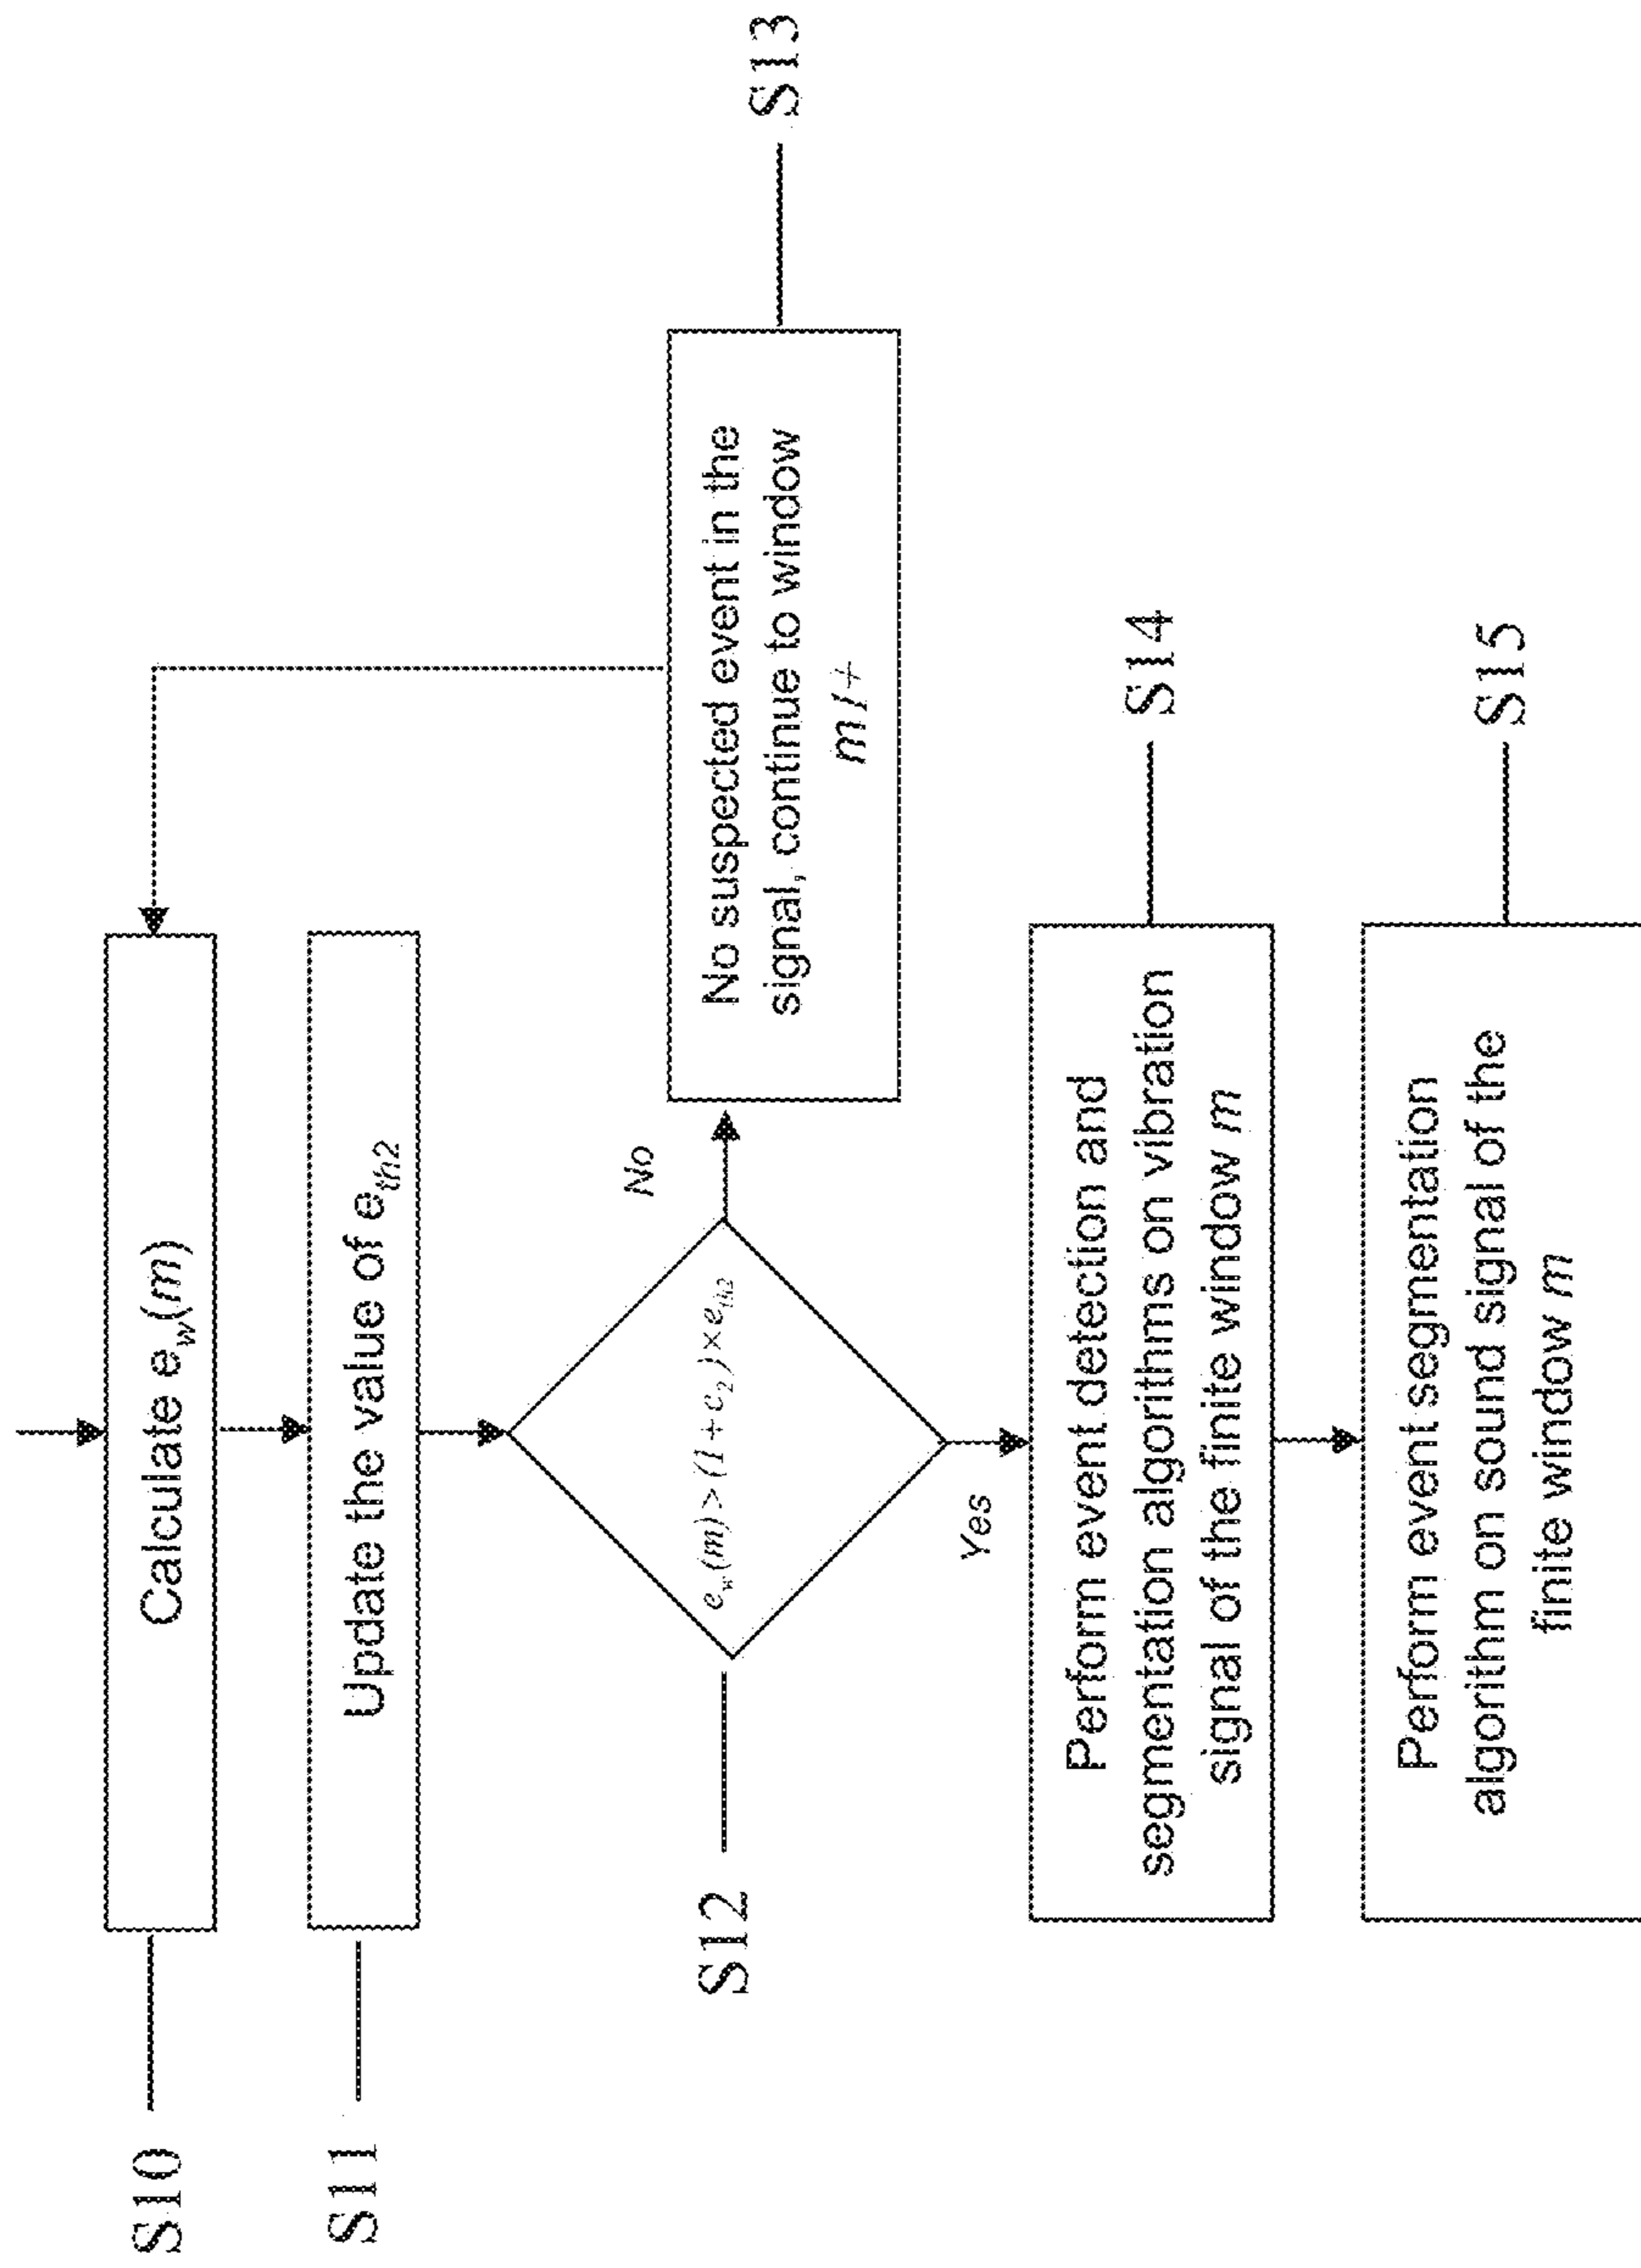 S10
Calculate e_w(m)
S11
Update the value of e_th2
S12
e_w(m)>(1+c_2)×e_th2
No
No suspected event in the
signal, continue to window
m1+
S13
Yes
Perform event detection and
segmentation algorithms on vibration
signal of the finite window m
S14
Perform event segmentation
algorithm on sound signal of the
finite window m
S15